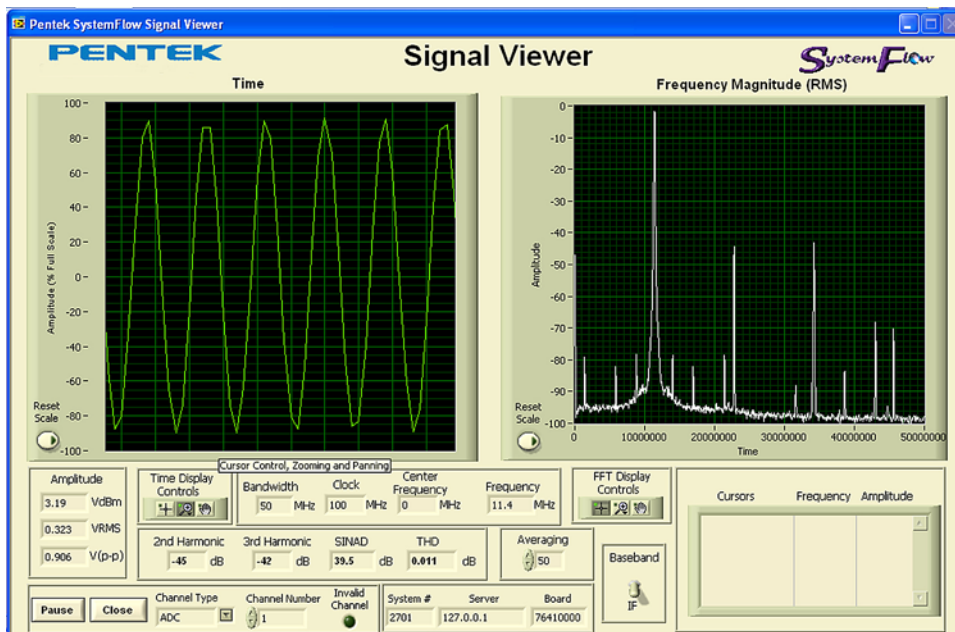 Pentek SystemFlow Signal Viewer
PENTEK
Signal Viewer
SystemFlow
Time
Frequency Magnitude (RMS)
Amplitude (% Full Scale)
100
80
60
40
20
0
-20
-40
-60
-80
-100
Reset Scale
Amplitude
0
-10
-20
-30
-40
-50
-60
-70
-80
-90
-100
Reset Scale
0 10000000 20000000 30000000 40000000 50000000
Time
Cursor Control, Zooming and Panning
Amplitude
3.19 VdBm
0.323 VRMS
0.906 V(p-p)
Time Display Controls
Bandwidth
50 MHz
Clock
100 MHz
Center Frequency
0 MHz
Frequency
11.4 MHz
FFT Display Controls
Cursors Frequency Amplitude
2nd Harmonic
-45 dB
3rd Harmonic
-42 dB
SINAD
39.5 dB
THD
0.011 dB
Averaging
50
Baseband
IF
Pause
Close
Channel Type
ADC
Channel Number
1
Invalid Channel
System #
2701
Server
127.0.0.1
Board
76410000